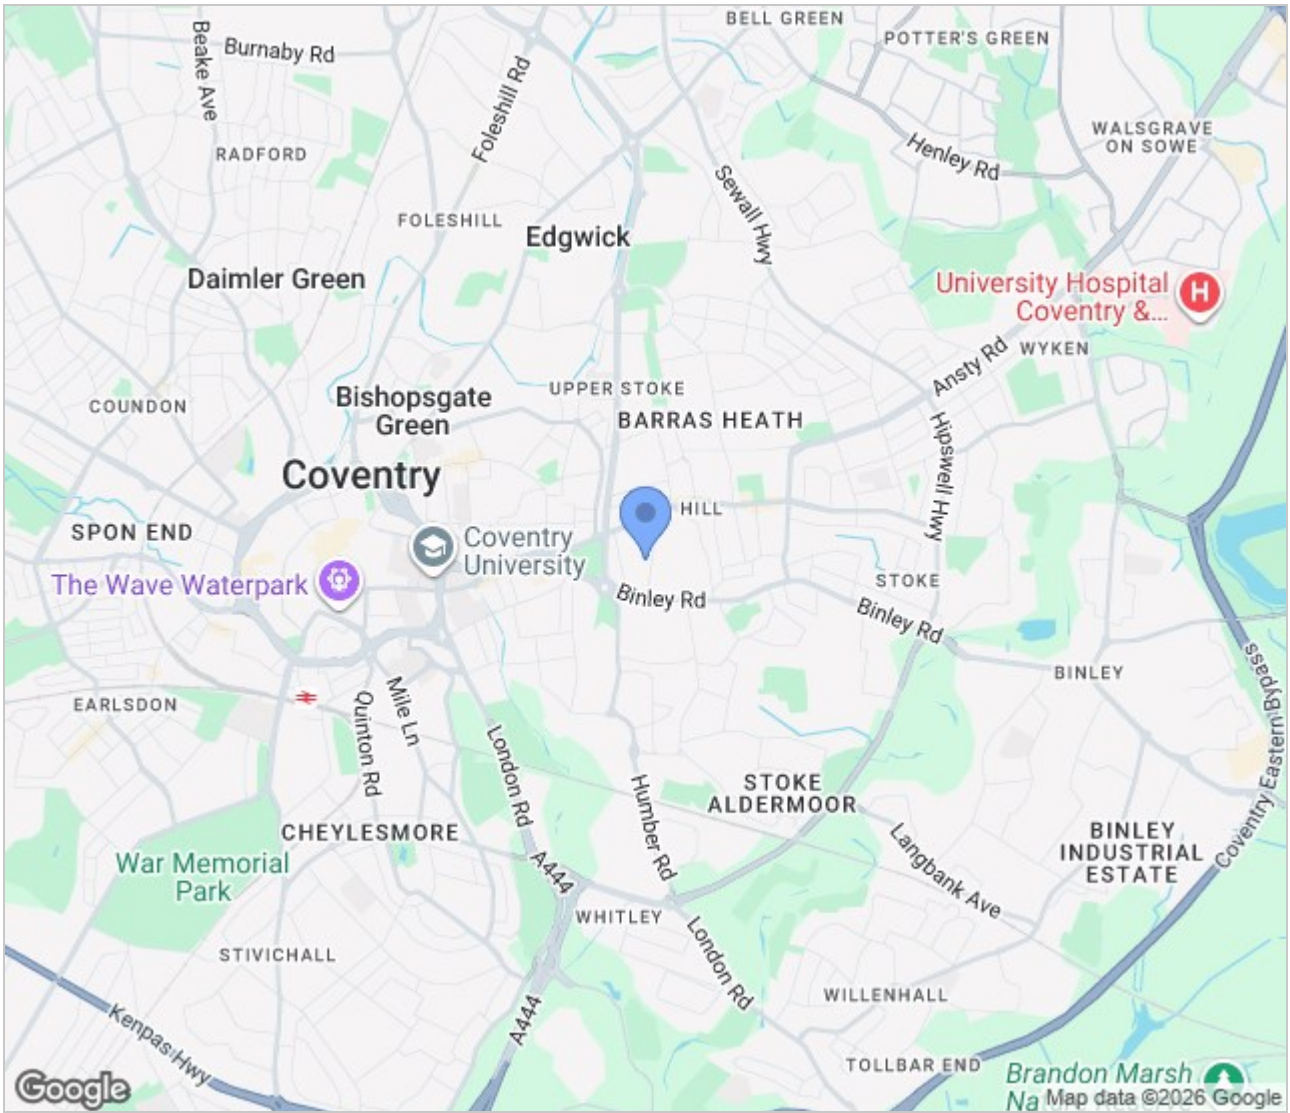 BELL GREEN
POTTER'S GREEN
Beake Ave
Burnaby Rd
Foleshill Rd
WALSGRAVE
ON SOWE
Henley Rd
RADFORD
Sewall Hwy
FOLESHILL
Edgwick
Daimler Green
University Hospital
Coventry &...
H
WYKEN
Ansty Rd
UPPER STOKE
Bishopsgate
Green
COUNDON
BARRAS HEATH
Hipswell Hwy
Coventry
HILL
SPON END
Coventry
University
The Wave Waterpark
STOKE
Binley Rd
Binley Rd
BINLEY
Coventry Eastern Bypass
EARLSDON
Mile Ln
Quinton Rd
London Rd
Humber Rd
STOKE
ALDERMOOR
CHEYLESMORE
Langbank Ave
BINLEY
INDUSTRIAL
ESTATE
War Memorial
Park
A444
WHITLEY
London Rd
STIVICHALL
WILLENHALL
A444
Kenpas Hwy
TOLLBAR END
Brandon Marsh
Na
Google
Map data ©2026 Google